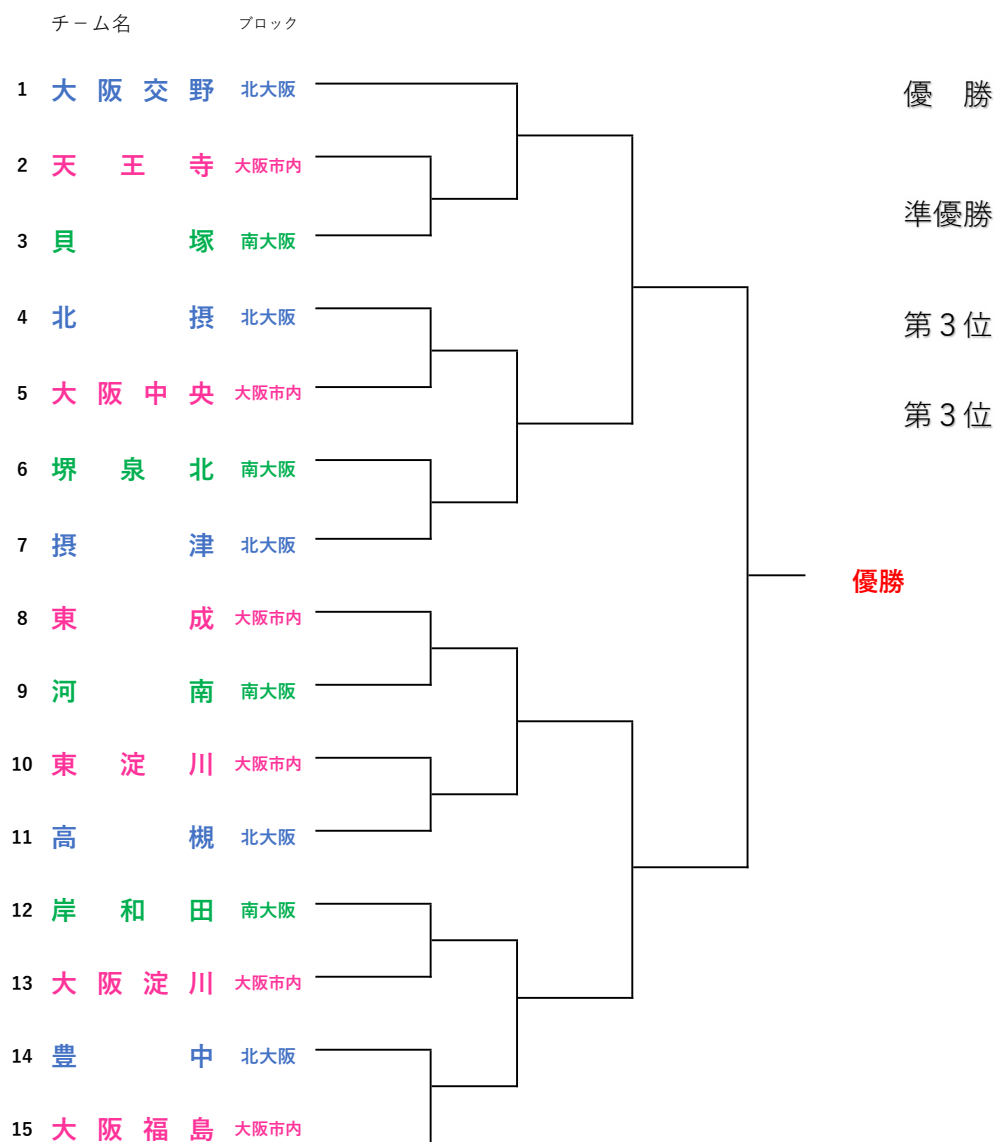 チーム名 ブロック
1 大阪交野 北大阪
優 勝
2 天王寺 大阪市内
準優勝
3 貝塚 南大阪
4 北摂 北大阪
第3位
5 大阪中央 大阪市内
第3位
6 堺泉北 南大阪
7 摂津 北大阪
優勝
8 東成 大阪市内
9 河南 南大阪
10 東淀川 大阪市内
11 高槻 北大阪
12 岸和田 南大阪
13 大阪淀川 大阪市内
14 豊中 北大阪
15 大阪福島 大阪市内